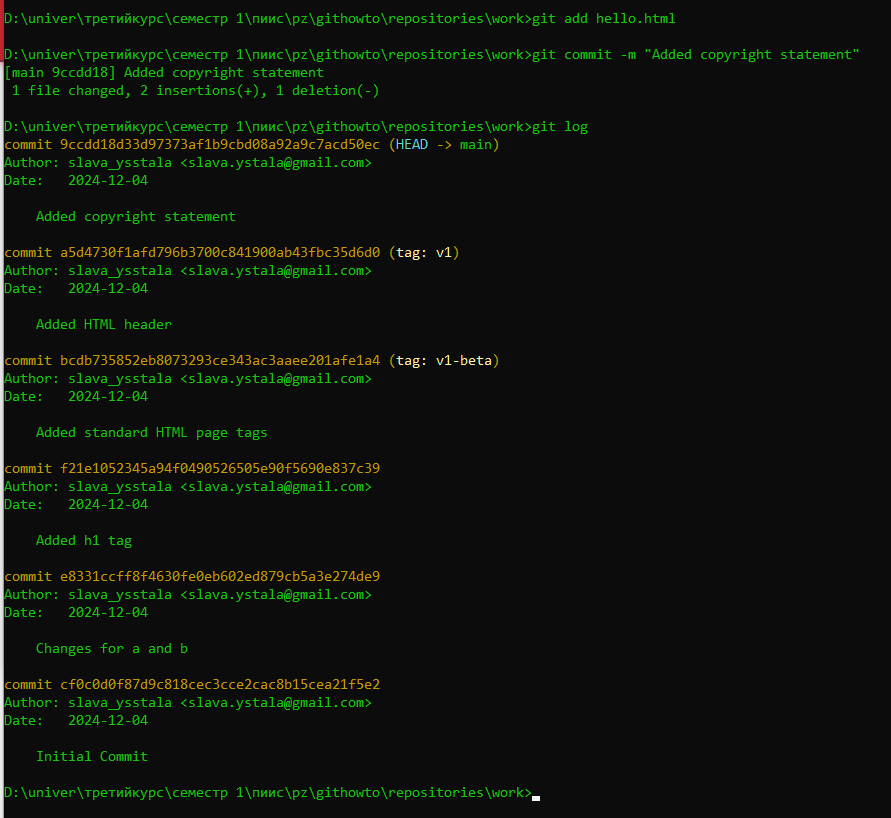 D:\univer\третийкурс\семестр 1\пиис\pz\githowto\repositories\work>git add hello.html
D:\univer\третийкурс\семестр 1\пиис\pz\githowto\repositories\work>git commit -m "Added copyright statement"
[main 9ccdd18] Added copyright statement
1 file changed, 2 insertions(+), 1 deletion(-)
D:\univer\третийкурс\семестр 1\пиис\pz\githowto\repositories\work>git log
commit 9ccdd18d33d97373af1b9cbd08a92a9c7acd50ec (HEAD -> main)
Author: slava_ysstala <slava.ystala@gmail.com>
Date:   2024-12-04
Added copyright statement
commit a5d4730f1afd796b3700c841900ab43fbc35d6d0 (tag: v1)
Author: slava_ysstala <slava.ystala@gmail.com>
Date:   2024-12-04
Added HTML header
commit bcdb735852eb8073293ce343ac3aaee201afe1a4 (tag: v1-beta)
Author: slava_ysstala <slava.ystala@gmail.com>
Date:   2024-12-04
Added standard HTML page tags
commit f21e1052345a94f0490526505e90f5690e837c39
Author: slava_ysstala <slava.ystala@gmail.com>
Date:   2024-12-04
Added h1 tag
commit e8331ccff8f4630fe0eb602ed879cb5a3e274de9
Author: slava_ysstala <slava.ystala@gmail.com>
Date:   2024-12-04
Changes for a and b
commit cf0c0d0f87d9c818cec3cce2cac8b15cea21f5e2
Author: slava_ysstala <slava.ystala@gmail.com>
Date:   2024-12-04
Initial Commit
D:\univer\третийкурс\семестр 1\пиис\pz\githowto\repositories\work>